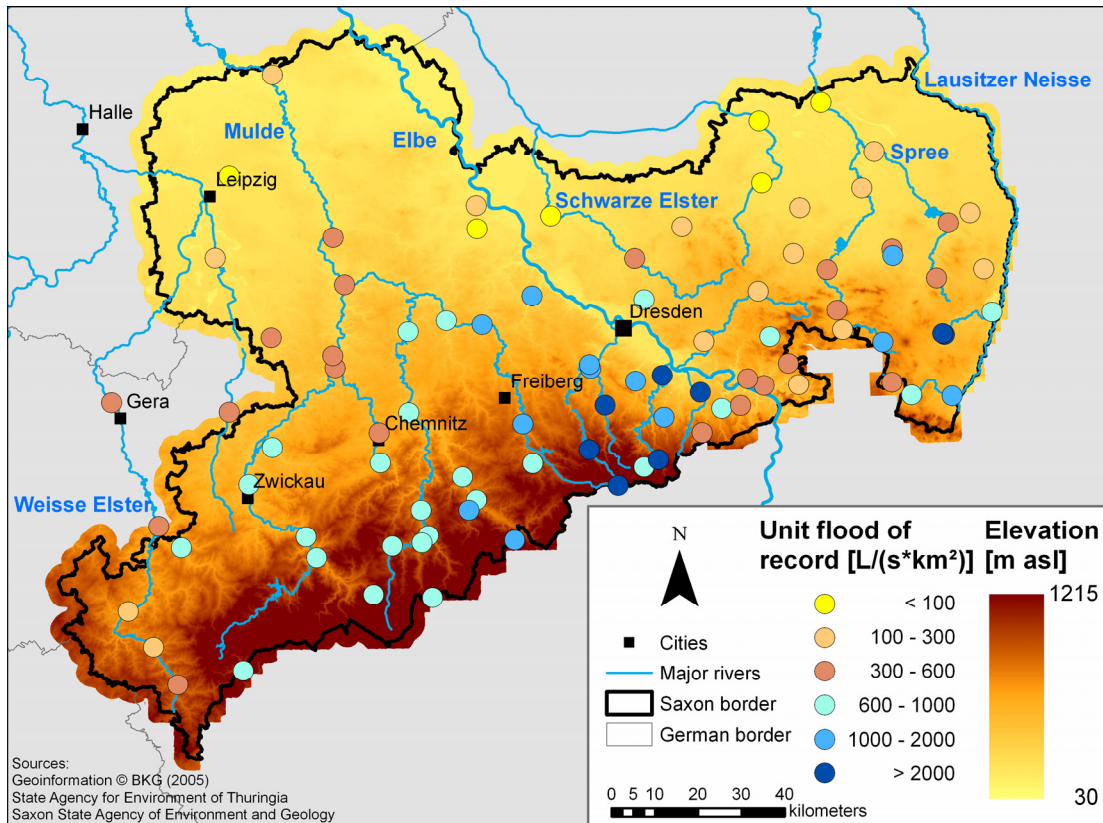 Lausitzer Neisse
Halle
Mulde
Elbe
Spree
Leipzig
Schwarze Elster
Dresden
Freiberg
Gera
Chemnitz
Zwickau
Weisse Elster
N
Cities
Major rivers
Saxon border
German border
0 5 10 20 30 40
kilometers
Unit flood of
record [L/(s*km²)]
< 100
100 - 300
300 - 600
600 - 1000
1000 - 2000
> 2000
Elevation
[m asl]
1215
30
Sources:
Geoinformation © BKG (2005)
State Agency for Environment of Thuringia
Saxon State Agency of Environment and Geology